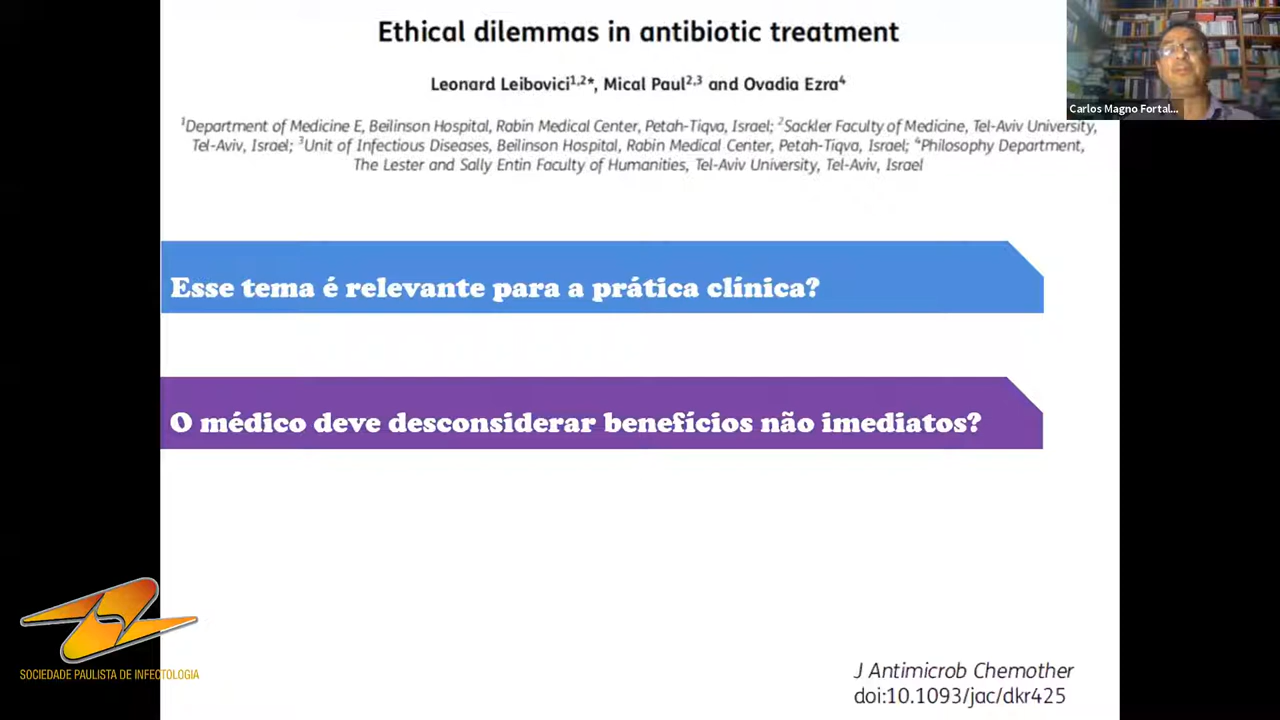 Ethical dilemmas in antibiotic treatment
Leonard Leibovici1,2*, Mical Paul2,3 and Ovadia Ezra4
1Department of Medicine E, Beilinson Hospital, Rabin Medical Center, Petah-Tiqva, Israel; 2Sackler Faculty of Medicine, Tel-Aviv University,
Tel-Aviv, Israel; 3Unit of Infectious Diseases, Beilinson Hospital, Rabin Medical Center, Petah-Tiqva, Israel; 4Philosophy Department,
The Lester and Sally Entin Faculty of Humanities, Tel-Aviv University, Tel-Aviv, Israel
Carlos Magno Fortal...
Esse tema é relevante para a prática clínica?
O médico deve desconsiderar benefícios não imediatos?
SOCIEDADE PAULISTA DE INFECTOLOGIA
J Antimicrob Chemother
doi:10.1093/jac/dkr425